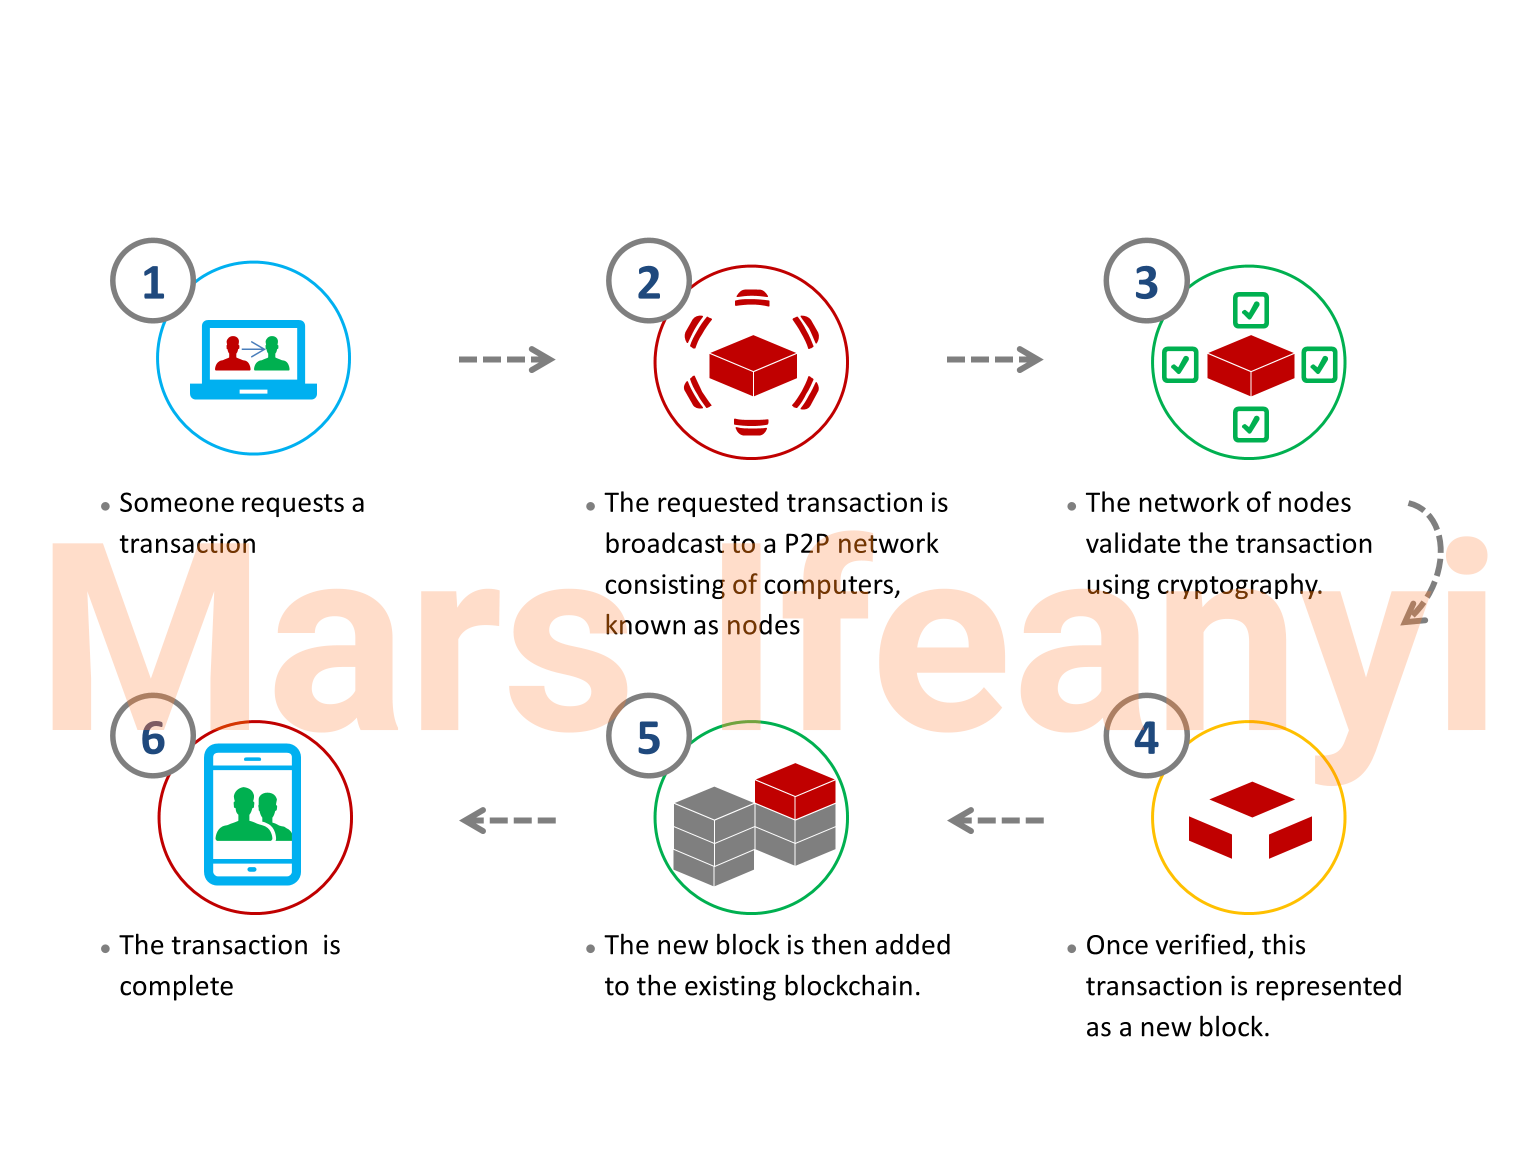 1
• Someone requests a
transaction
2
• The requested transaction is
broadcast to a P2P network
consisting of computers,
known as nodes
3
• The network of nodes
validate the transaction
using cryptography.
Mars Ifeanyi
4
• Once verified, this
transaction is represented
as a new block.
5
• The new block is then added
to the existing blockchain.
6
• The transaction  is
complete